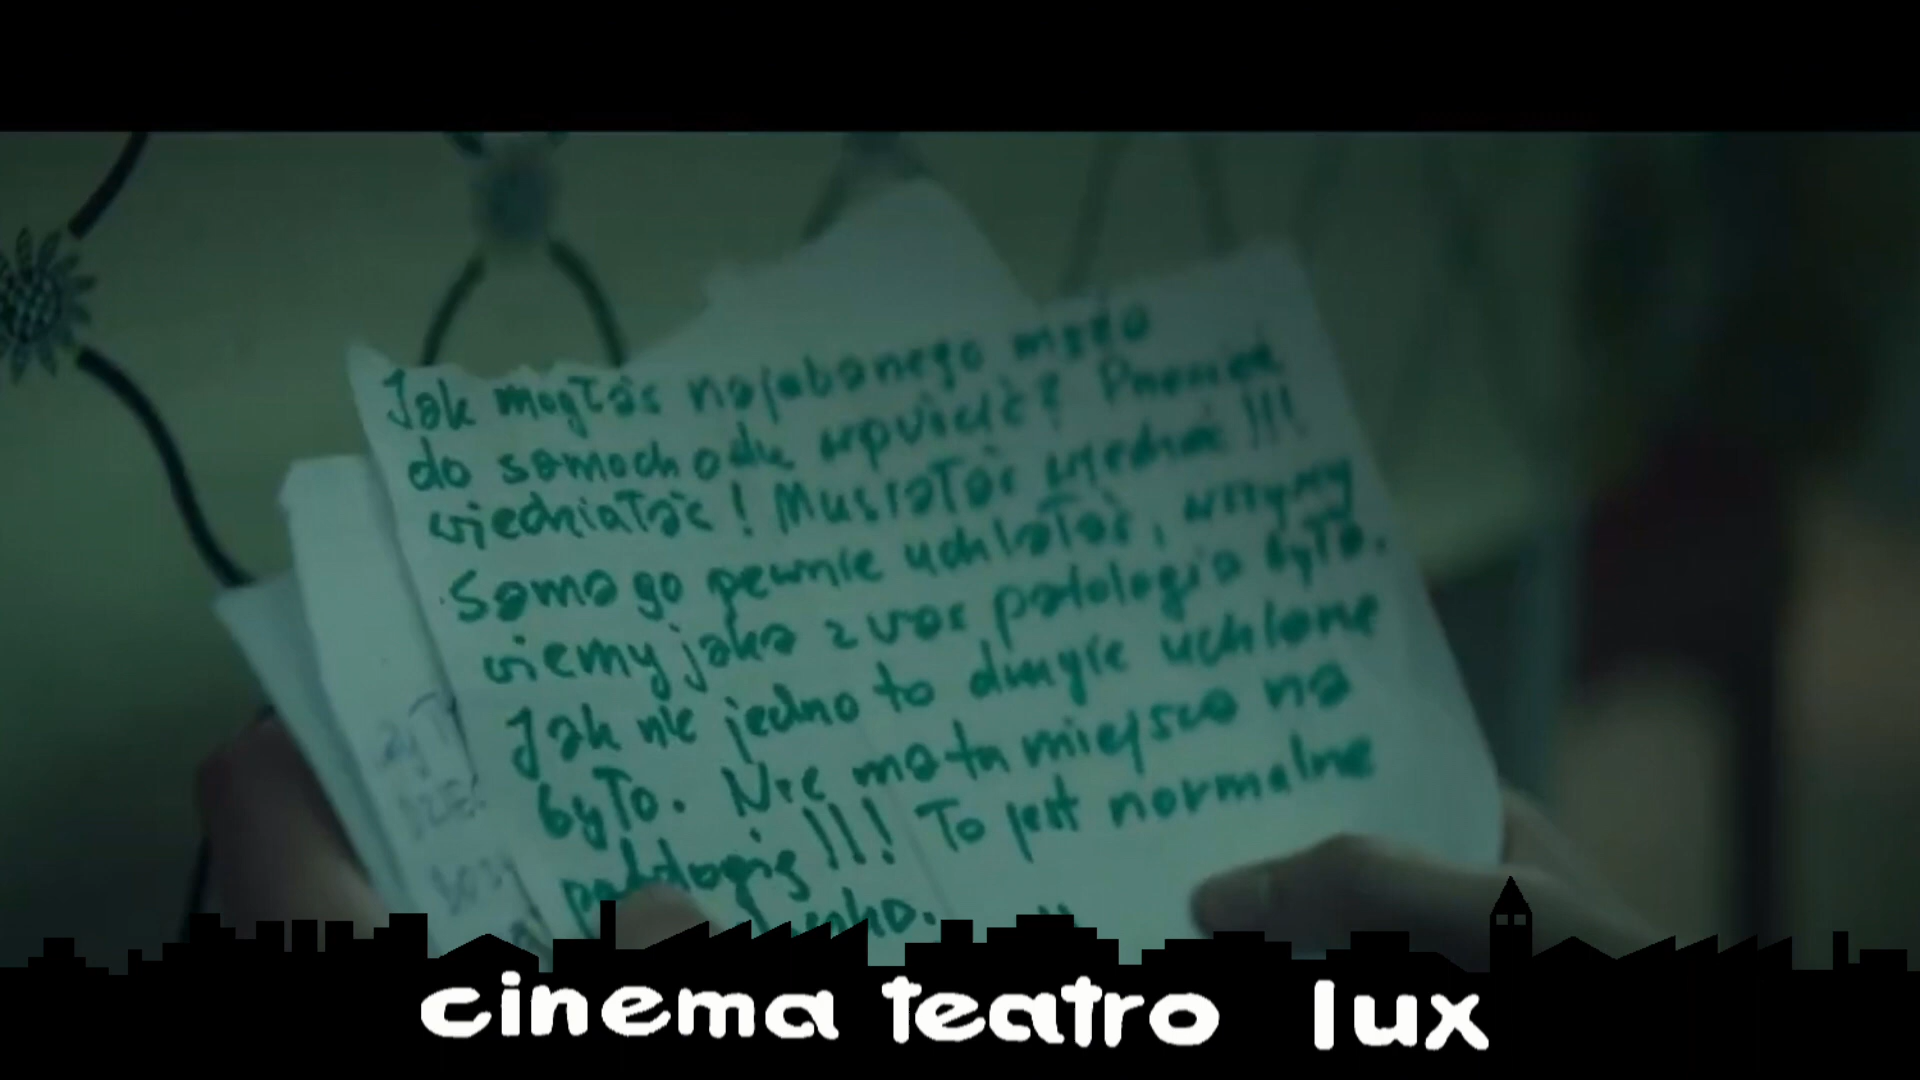 Jak mogłaś najebanego męża
do samochodu wpuścić? Przecież
wiedziałaś! Musiałaś wiedzieć!!!
Sama go pewnie uchlałaś, wszyscy
wiemy jaka z was patologia była.
Jak nie jedno to drugie uchlane
było. Nie ma tu miejsca na
patologię!!! To jest normalne
cinema teatro lux